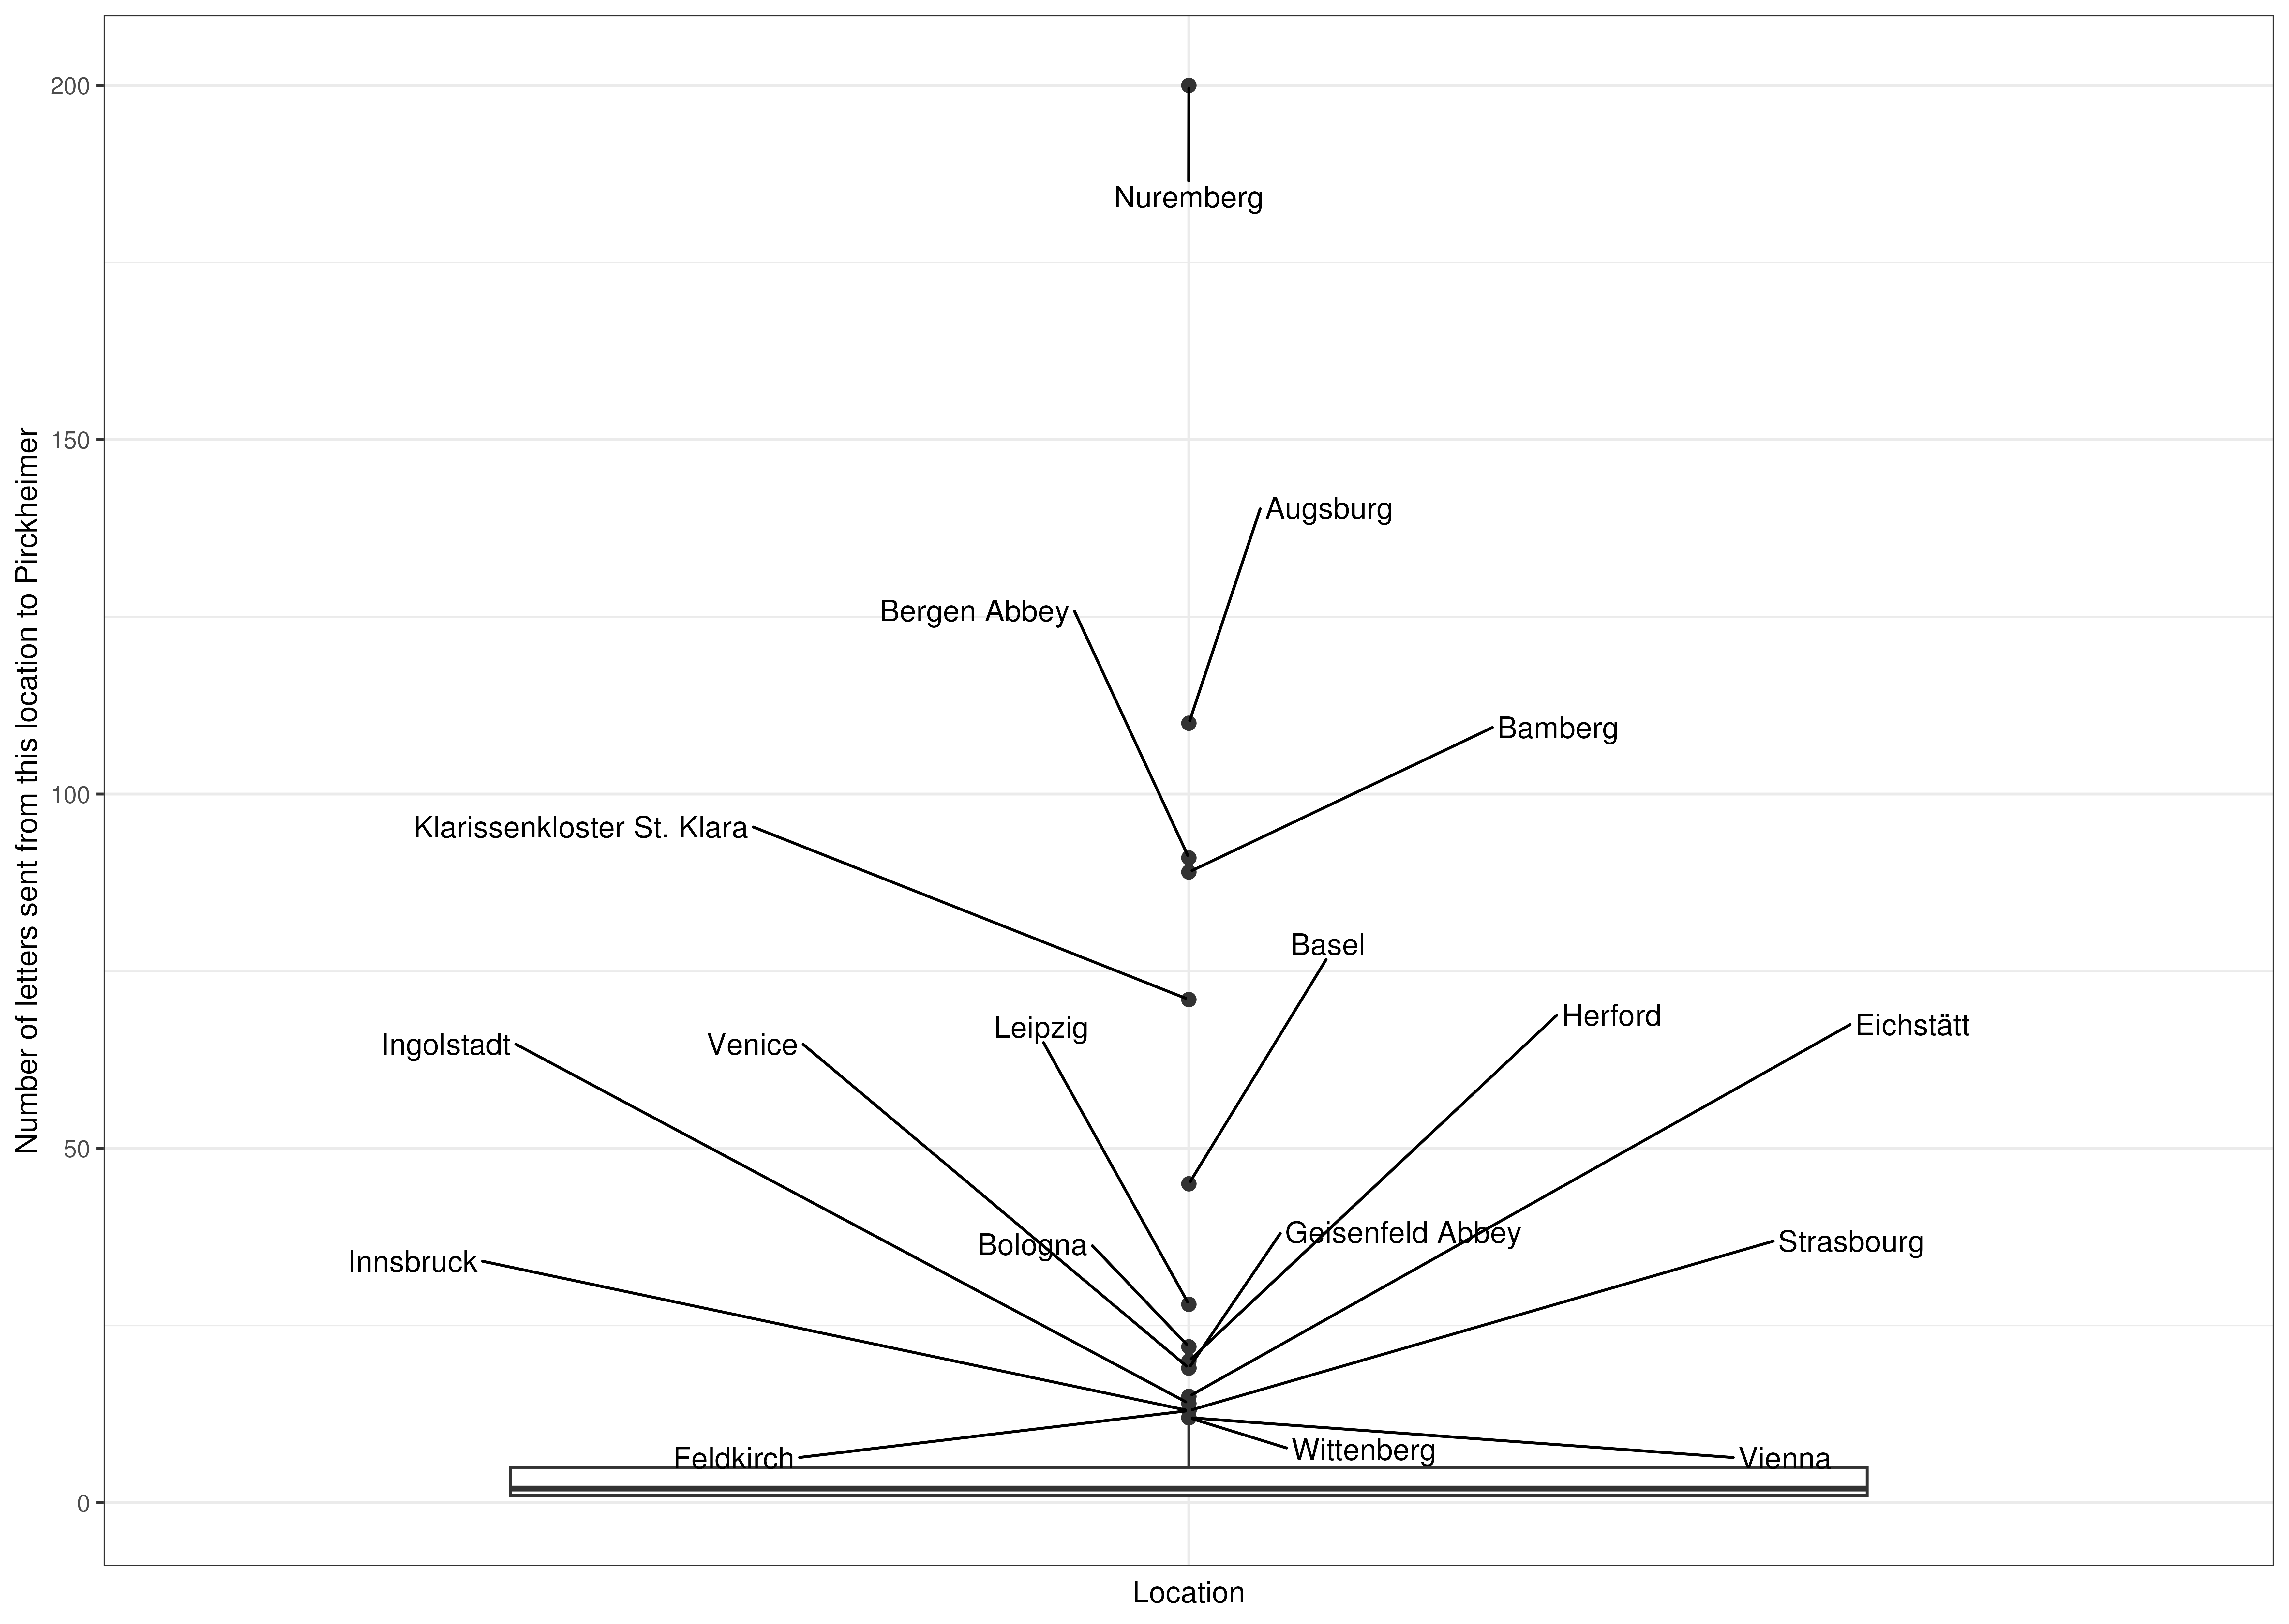 200
Nuremberg
150
Augsburg
Bergen Abbey
Bamberg
100
Klarissenkloster St. Klara
Basel
Herford
Eichstätt
Leipzig
Ingolstadt
Venice
50
Geisenfeld Abbey
Strasbourg
Bologna
Innsbruck
Wittenberg
Feldkirch
Vienna
0
Number of letters sent from this location to Pirckheimer
Location